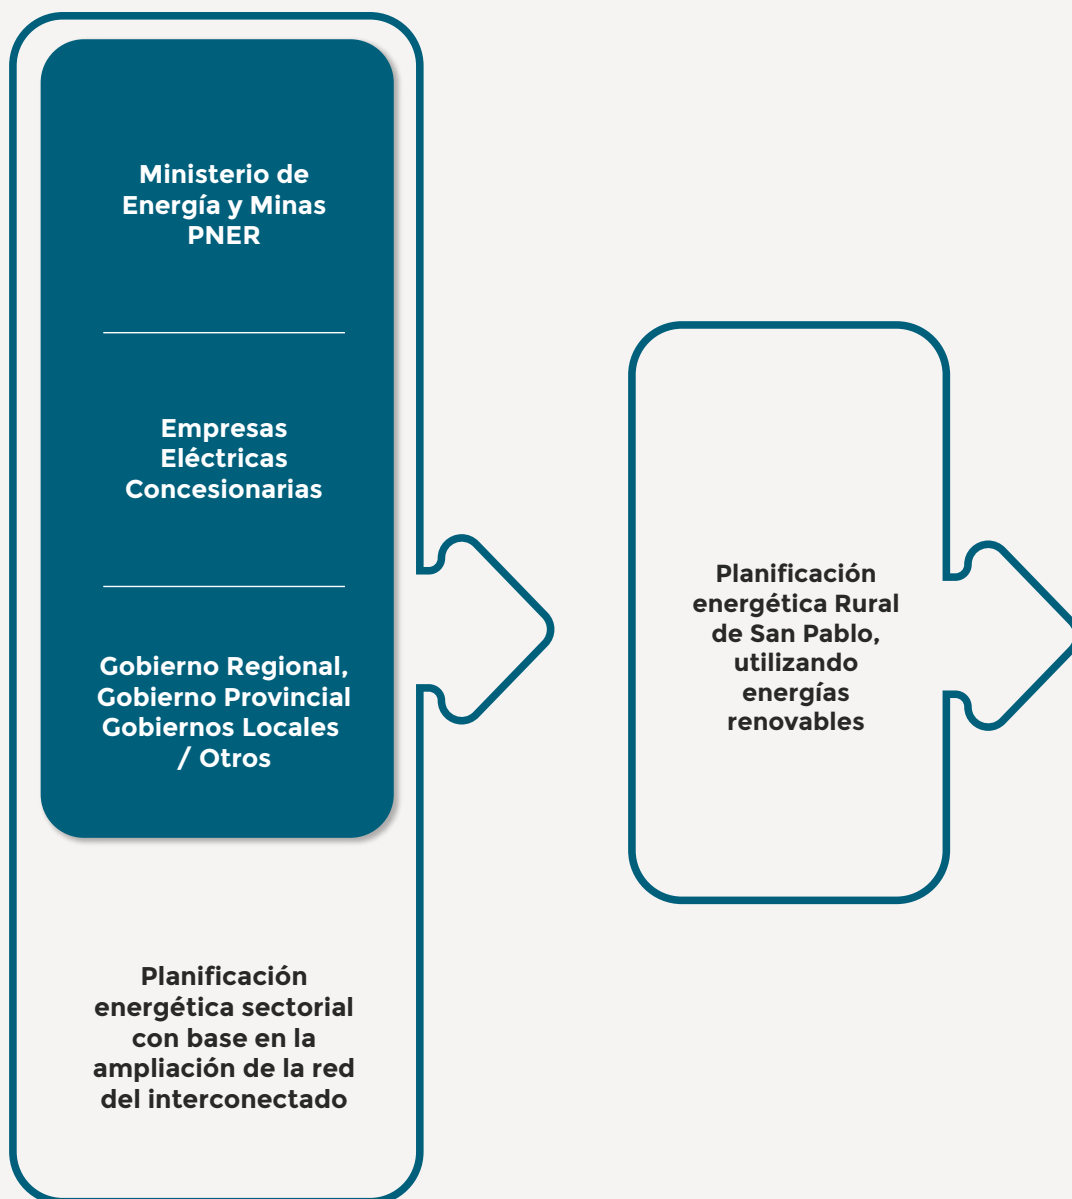 Ministerio de
Energía y Minas
PNER
Empresas
Eléctricas
Concesionarias
Gobierno Regional,
Gobierno Provincial
Gobiernos Locales
/ Otros
Planificación
energética sectorial
con base en la
ampliación de la red
del interconectado
Planificación
energética Rural
de San Pablo,
utilizando
energías
renovables